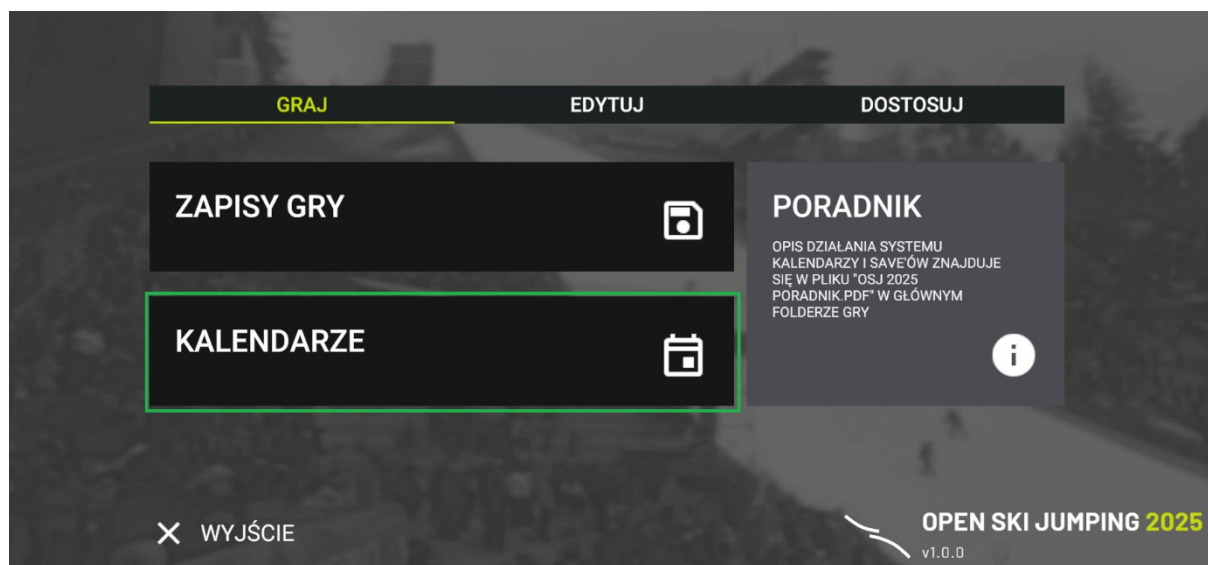 GRAJ EDYTUJ DOSTOSUJ
ZAPISY GRY
KALENDARZE
PORADNIK
OPIS DZIAŁANIA SYSTEMU
KALENDARZY I SAVE'ÓW ZNAJDUJE
SIĘ W PLIKU "OSJ 2025
PORADNIK.PDF" W GŁÓWNYM
FOLDERZE GRY
i
WYJŚCIE
OPEN SKI JUMPING 2025
v1.0.0